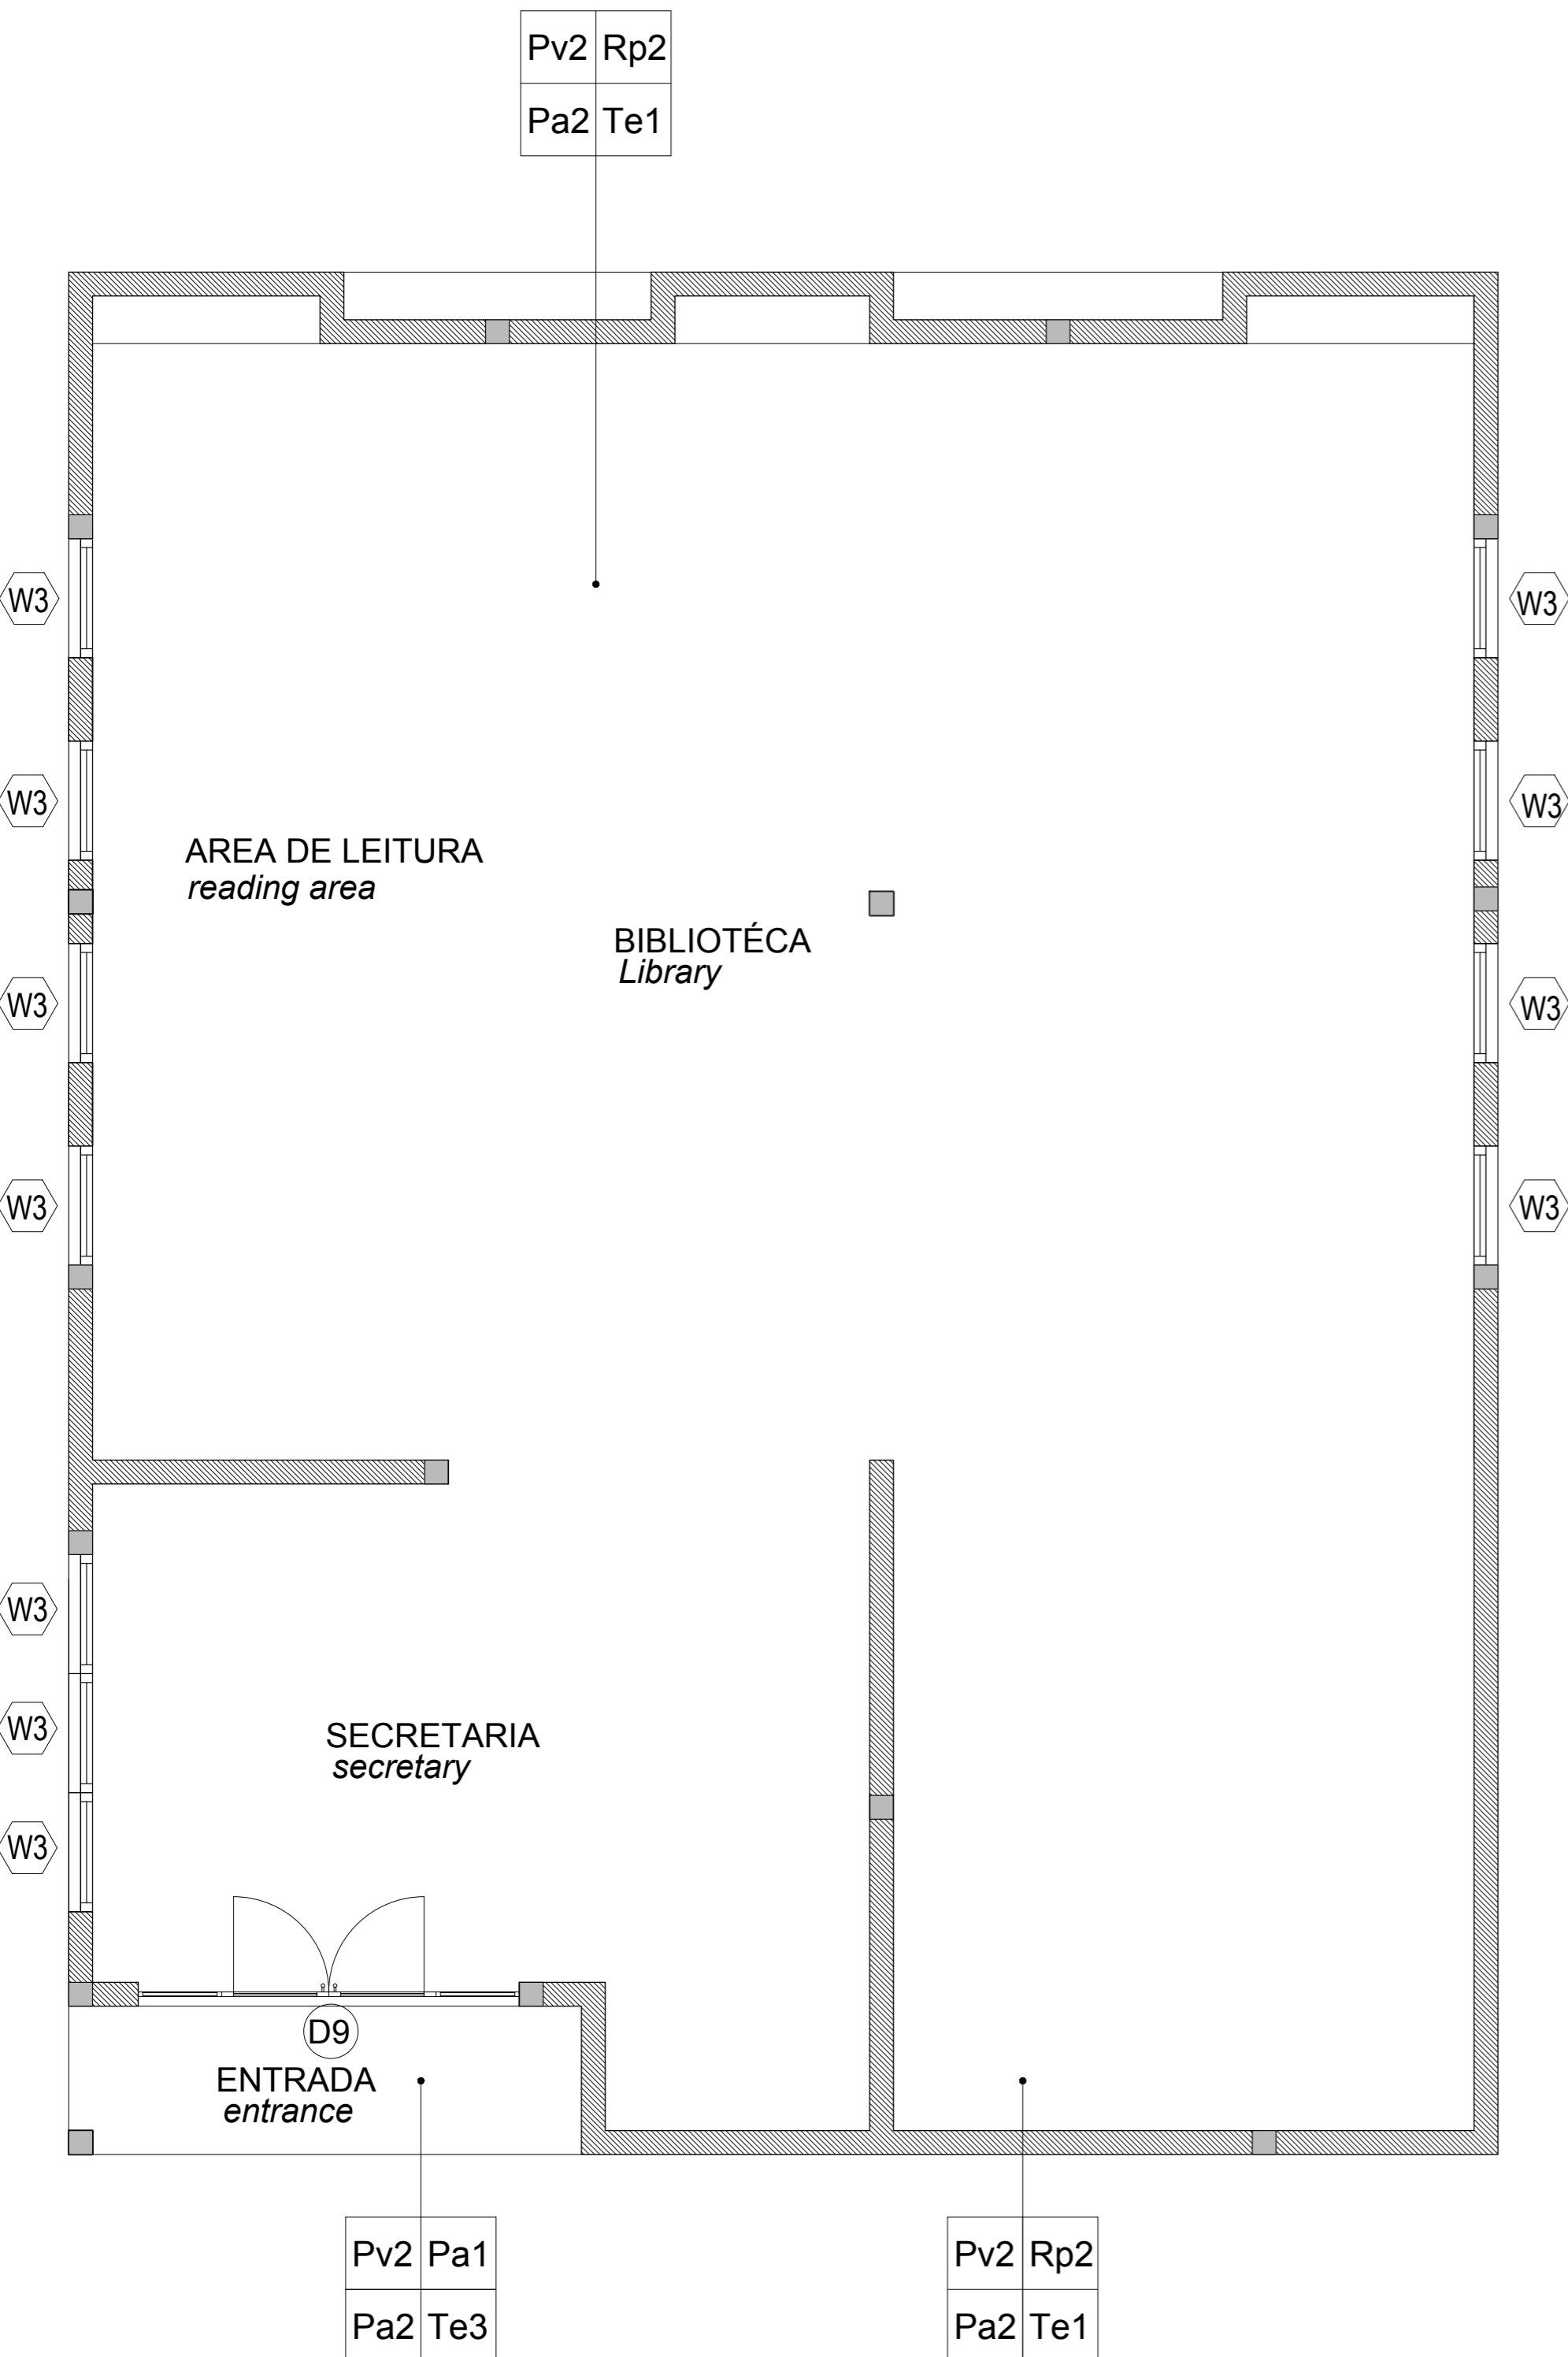 Pv2 Rp2
Pa2 Te1
W3 W3
W3 W3
AREA DE LEITURA
reading area
BIBLIOTÉCA
Library
W3 W3
W3 W3
W3
W3
SECRETARIA
secretary
W3
D9
ENTRADA
entrance
Pv2 Pa1 Pv2 Rp2
Pa2 Te3 Pa2 Te1